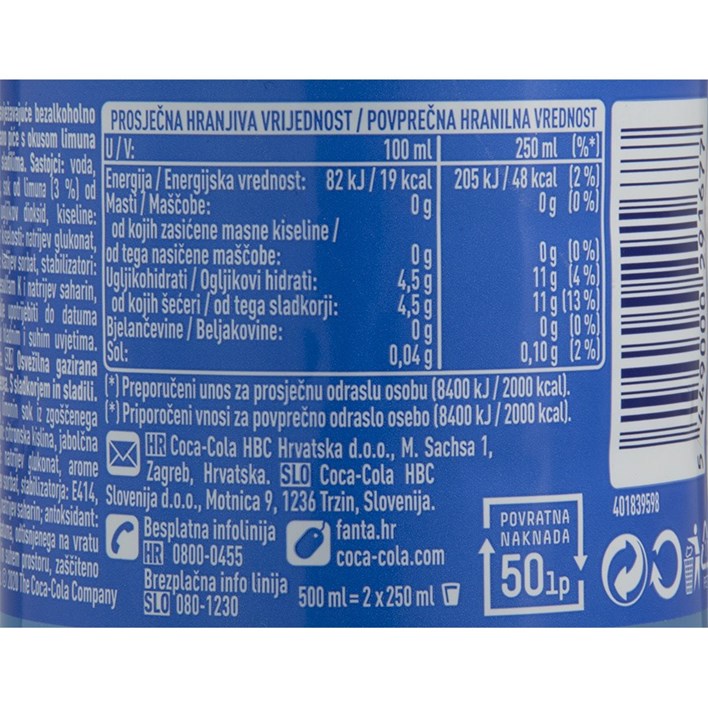 bezalkoholno
piće s okusom limuna
sladilima. Sastojci: voda,
sok od limuna (3 %) od
dioksid, kiseline:
natrijev glukonat,
sorbat, stabilizatori:
K i natrijev saharin,
upotrijebiti do datuma
i suhim uvjetima.
Osvežilna gazirana
S sladkorjem in sladili.
sok iz zgoščenega
citronska kislina, jabolčna
glukonat, arome
sorbat, stabilizatorja: E414,
saharin; antioksidant:
odtisnjenega na vratu
prostoru, zaščiteno
The Coca-Cola Company
PROSJEČNA HRANJIVA VRIJEDNOST / POVPREČNA HRANILNA VREDNOST
U / V: 100 ml 250 ml (%*)
Energija / Energijska vrednost: 82 kJ / 19 kcal 205 kJ / 48 kcal (2 %)
Masti / Maščobe: 0 g 0 g (0 %)
od kojih zasićene masne kiseline /
od tega nasičene maščobe: 0 g 0 g (0 %)
Ugljikohidrati / Ogljikovi hidrati: 4,5 g 11 g (4 %)
od kojih šećeri / od tega sladkorji: 4,5 g 11 g (13 %)
Bjelančevine / Beljakovine: 0 g 0 g (0 %)
Sol: 0,04 g 0,10 g (2 %)
(*) Preporučeni unos za prosječnu odraslu osobu (8400 kJ / 2000 kcal).
(*) Priporočeni vnosi za povprečno odraslo osebo (8400 kJ / 2000 kcal).
HR Coca-Cola HBC Hrvatska d.o.o., M. Sachsa 1,
Zagreb, Hrvatska. SLO Coca-Cola HBC
Slovenija d.o.o., Motnica 9, 1236 Trzin, Slovenija.
Besplatna infolinija
HR 0800-0455
Brezplačna info linija
SLO 080-1230
fanta.hr
coca-cola.com
500 ml = 2 x 250 ml
POVRATNA
NAKNADA
50 lp
401839598